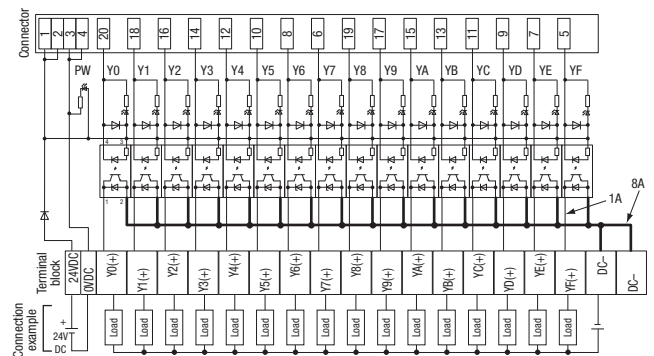 Connector
1 2 3 4 20 18 16 14 12 10 8 6 19 17 15 13 11 9 7 5
PW Y0 Y1 Y2 Y3 Y4 Y5 Y6 Y7 Y8 Y9 YA YB YC YD YE YF
4 3
1 2
1A 8A
Terminal block
24VDC 0VDC Y0(+) Y1(+) Y2(+) Y3(+) Y4(+) Y5(+) Y6(+) Y7(+) Y8(+) Y9(+) YA(+) YB(+) YC(+) YD(+) YE(+) YF(+) DC− DC−
Connection example
+
24V
DC
Load Load Load Load Load Load Load Load Load Load Load Load Load Load Load Load